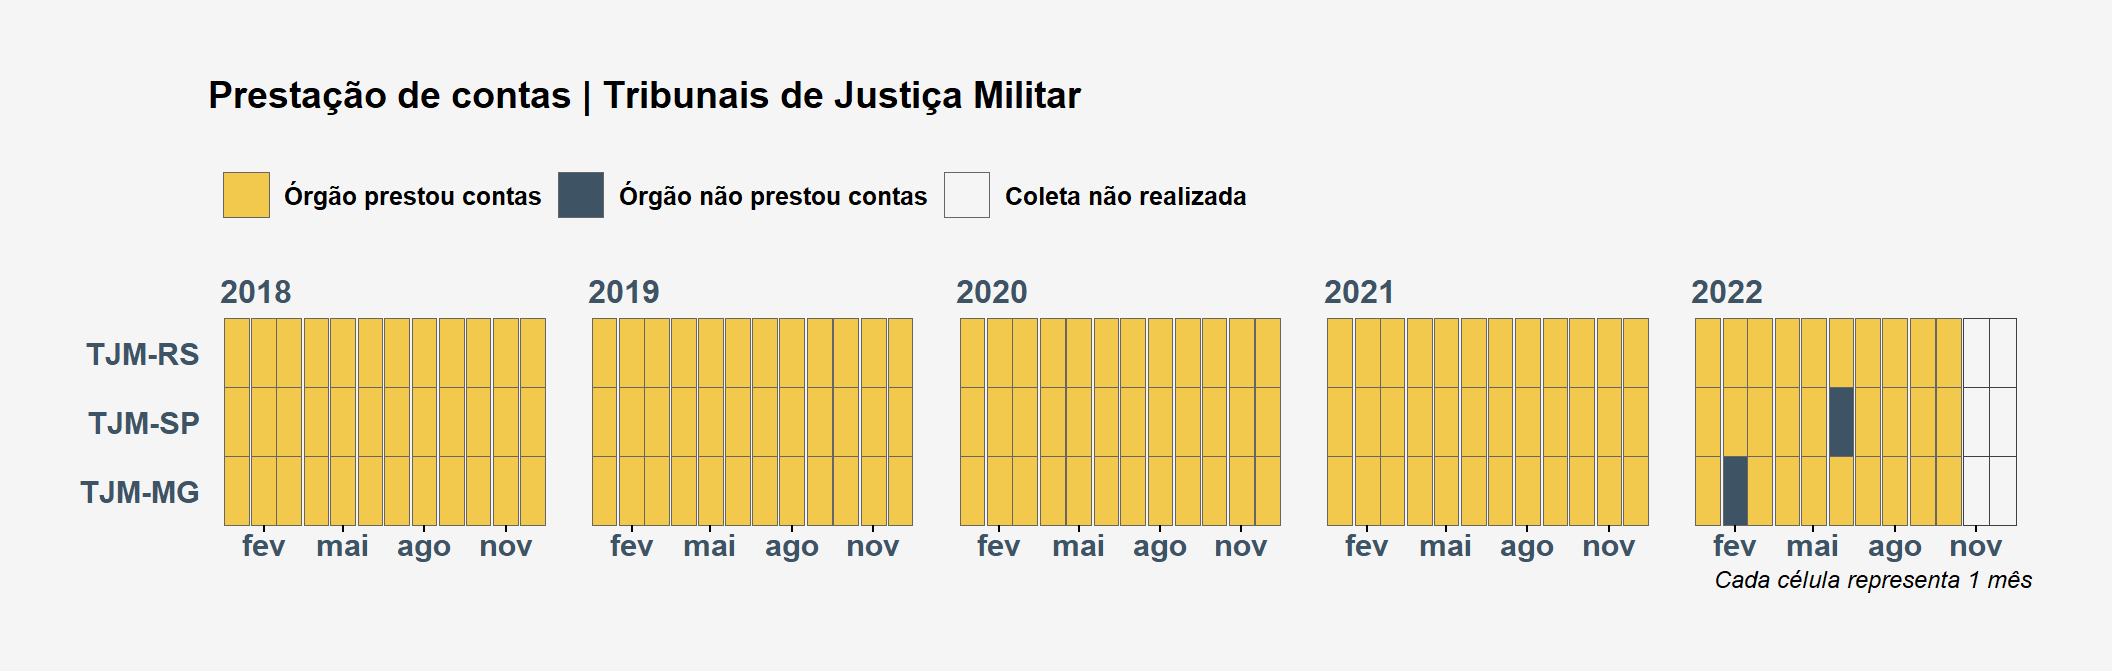 Prestação de contas | Tribunais de Justiça Militar
Órgão prestou contas Órgão não prestou contas Coleta não realizada
2018 2019 2020 2021 2022
TJM-RS
TJM-SP
TJM-MG
fev mai ago nov fev mai ago nov fev mai ago nov fev mai ago nov fev mai ago nov
Cada célula representa 1 mês